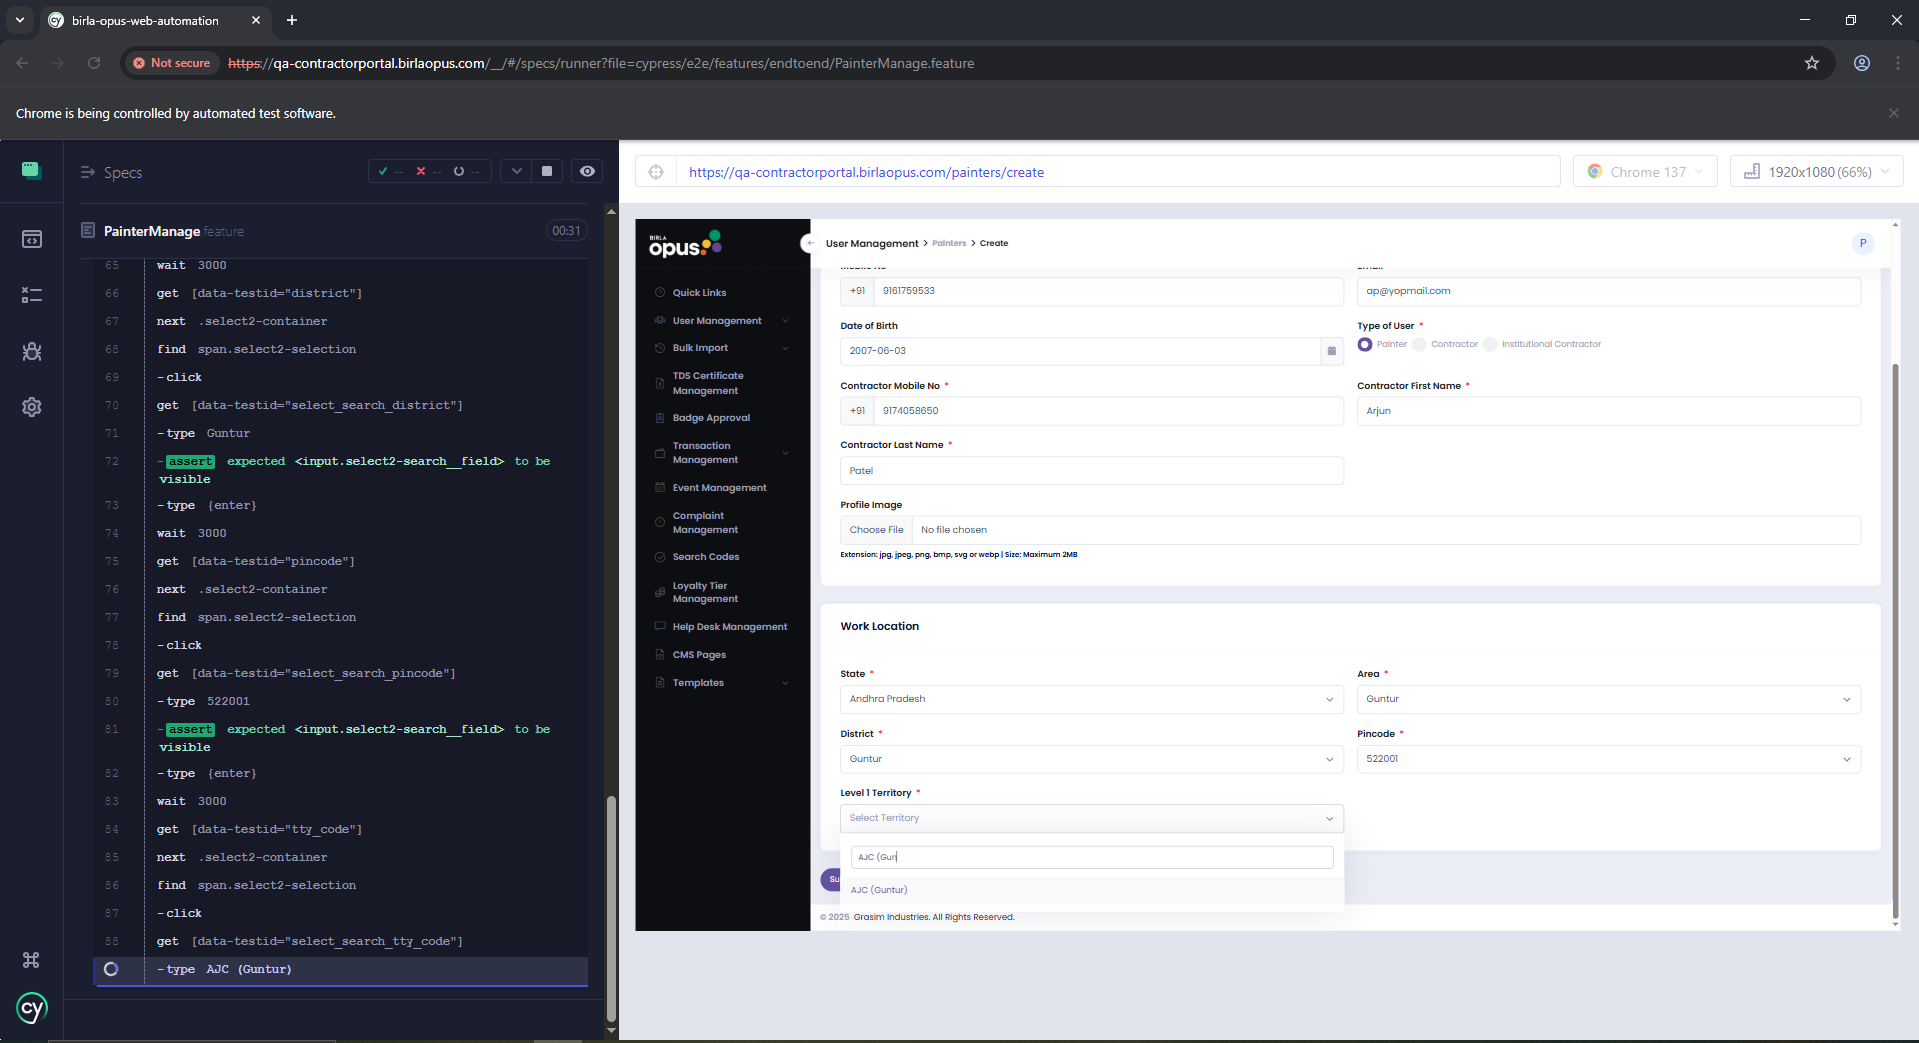 birla-opus-web-automation
Not secure
https://qa-contractorportal.birlaopus.com/__/#/specs/runner?file=cypress/e2e/features/endtoend/PainterManage.feature
Chrome is being controlled by automated test software.
Specs
--
--
--
PainterManage.feature
00:31
65 wait 3000
66 get [data-testid="district"]
67 next .select2-container
68 find span.select2-selection
69 -click
70 get [data-testid="select_search_district"]
71 -type Guntur
72 -assert expected <input.select2-search__field> to be
visible
73 -type {enter}
74 wait 3000
75 get [data-testid="pincode"]
76 next .select2-container
77 find span.select2-selection
78 -click
79 get [data-testid="select_search_pincode"]
80 -type 522001
81 -assert expected <input.select2-search__field> to be
visible
82 -type {enter}
83 wait 3000
84 get [data-testid="tty_code"]
85 next .select2-container
86 find span.select2-selection
87 -click
88 get [data-testid="select_search_tty_code"]
-type AJC (Guntur)
cy
https://qa-contractorportal.birlaopus.com/painters/create
Chrome 137
1920x1080 (66%)
BIRLA
opus
Quick Links
User Management
Bulk Import
TDS Certificate
Management
Badge Approval
Transaction
Management
Event Management
Complaint
Management
Search Codes
Loyalty Tier
Management
Help Desk Management
CMS Pages
Templates
User Management > Painters > Create
P
Mobile No
+91 9161759533
Email
ap@yopmail.com
Date of Birth
2007-06-03
Type of User *
Painter Contractor Institutional Contractor
Contractor Mobile No *
+91 9174058650
Contractor First Name *
Arjun
Contractor Last Name *
Patel
Profile Image
Choose File No file chosen
Extension: jpg, jpeg, png, bmp, svg or webp | Size: Maximum 2MB
Work Location
State *
Andhra Pradesh
Area *
Guntur
District *
Guntur
Pincode *
522001
Level 1 Territory *
Select Territory
AJC (Gun
AJC (Guntur)
Su
© 2025 Grasim Industries. All Rights Reserved.